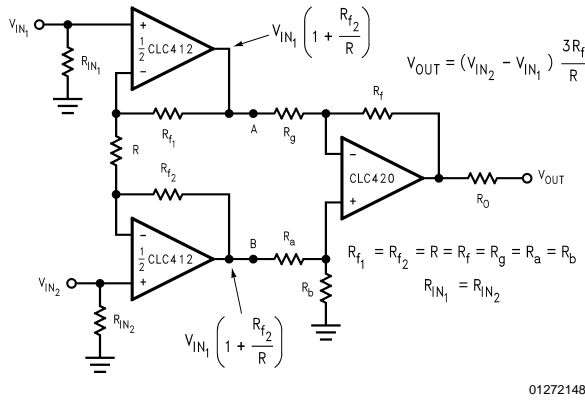 V_IN1
R_IN1
+
1/2 CLC412
−
V_IN1 (1 + R_f2/R)
V_OUT = (V_IN2 − V_IN1) 3R_f/R
R_f1
A
R_g
R_f
R
R_f2
−
CLC420
+
R_O
V_OUT
−
1/2 CLC412
+
B
R_a
R_b
R_f1 = R_f2 = R = R_f = R_g = R_a = R_b
R_IN1 = R_IN2
V_IN2
R_IN2
V_IN1 (1 + R_f2/R)
01272148